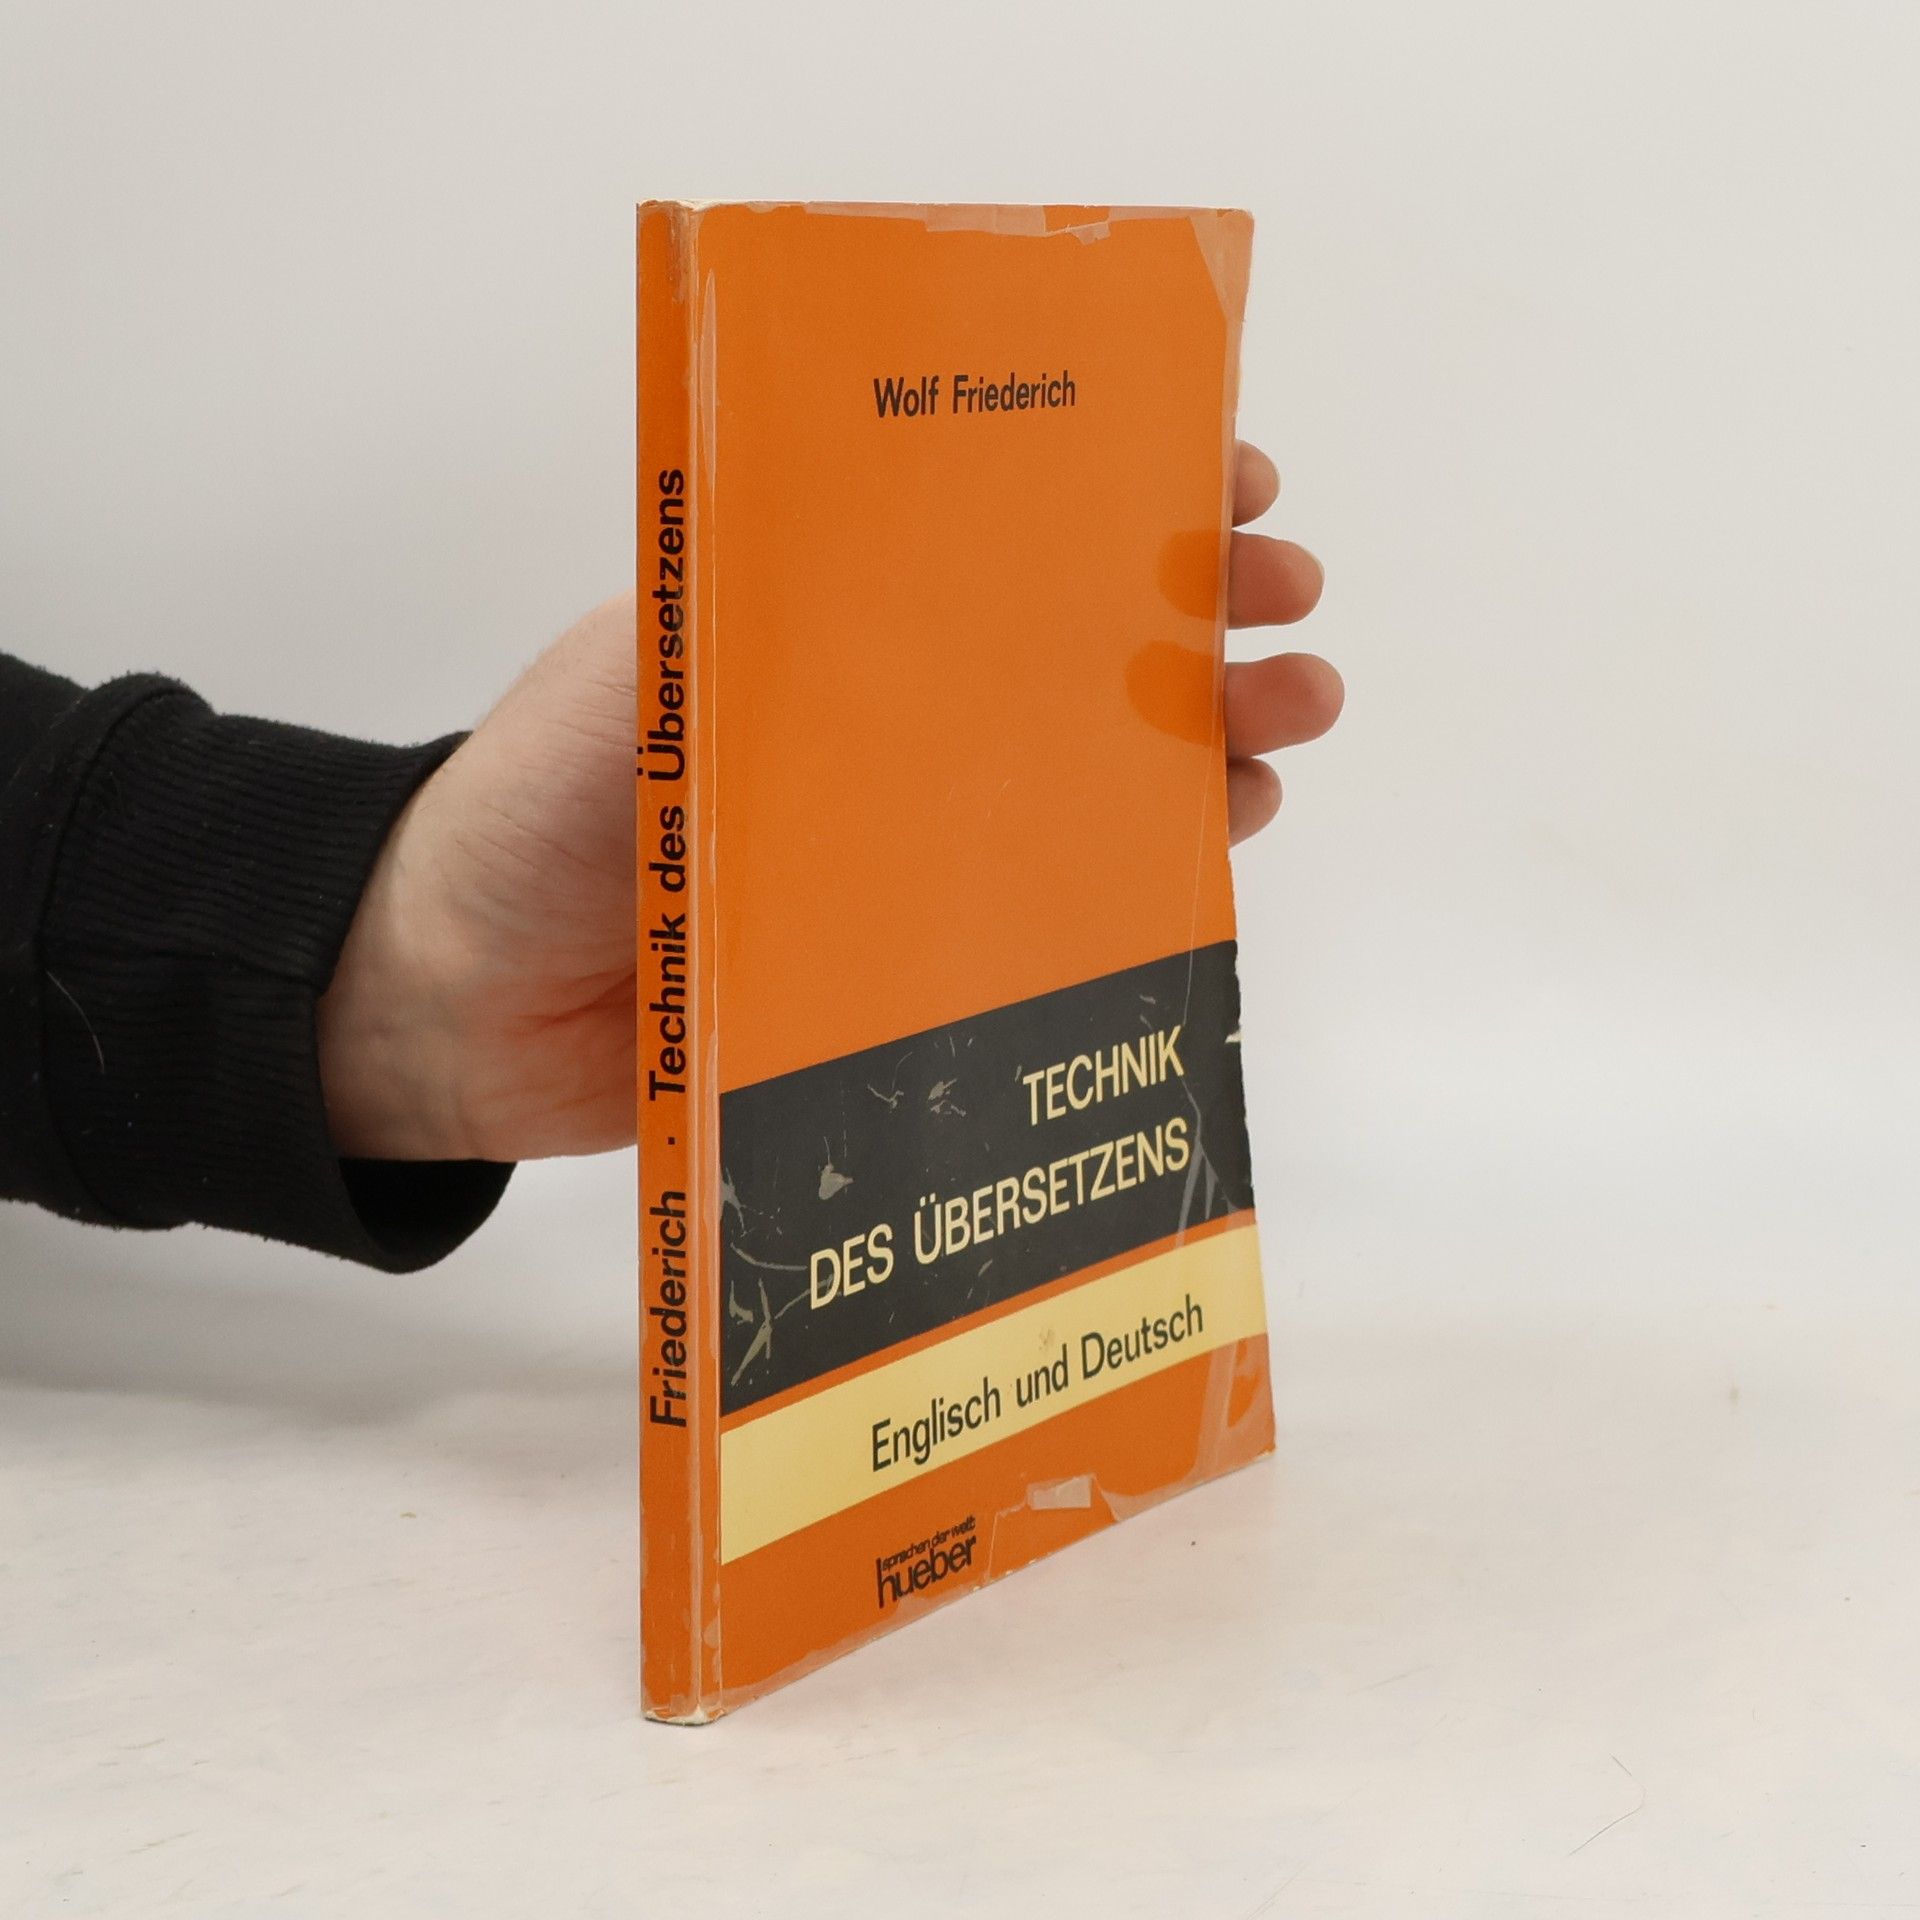 Friederich · Technik des Übersetzens
Wolf Friederich
TECHNIK
DES ÜBERSETZENS
Englisch und Deutsch
sprachen der welt
hueber